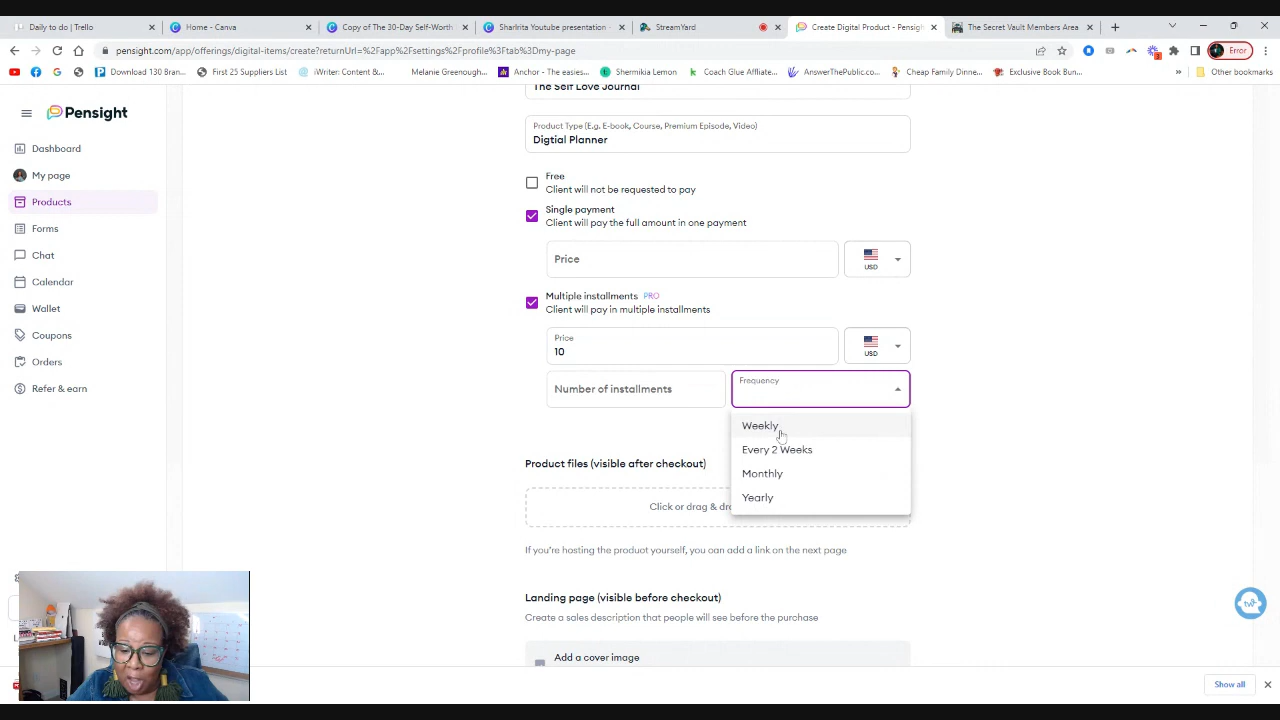 Daily to do | Trello
Home - Canva
Copy of The 30-Day Self-Worth
Sharlrita Youtube presentation -
StreamYard
Create Digital Product - Pensight
The Secret Vault Members Area
pensight.com/app/offerings/digital-items/create?returnUrl=%2Fapp%2Fsettings%2Fprofile%3Ftab%3Dmy-page
Error
Download 130 Bran...
First 25 Suppliers List
iWriter: Content &...
Melanie Greenough...
Anchor - The easies...
Shermikia Lemon
Coach Glue Affliate...
AnswerThePublic.co...
Cheap Family Dinne...
Exclusive Book Bun...
»
Other bookmarks
Pensight
Dashboard
My page
Products
Forms
Chat
Calendar
Wallet
Coupons
Orders
Refer & earn
The Self Love Journal
Product Type (E.g. E-book, Course, Premium Episode, Video)
Digtial Planner
Free
Client will not be requested to pay
Single payment
Client will pay the full amount in one payment
Price
USD
Multiple installments PRO
Client will pay in multiple installments
Price
10
USD
Number of installments
Frequency
Weekly
Every 2 Weeks
Monthly
Yearly
Product files (visible after checkout)
Click or drag & dr
If you're hosting the product yourself, you can add a link on the next page
Landing page (visible before checkout)
Create a sales description that people will see before the purchase
Add a cover image
Show all